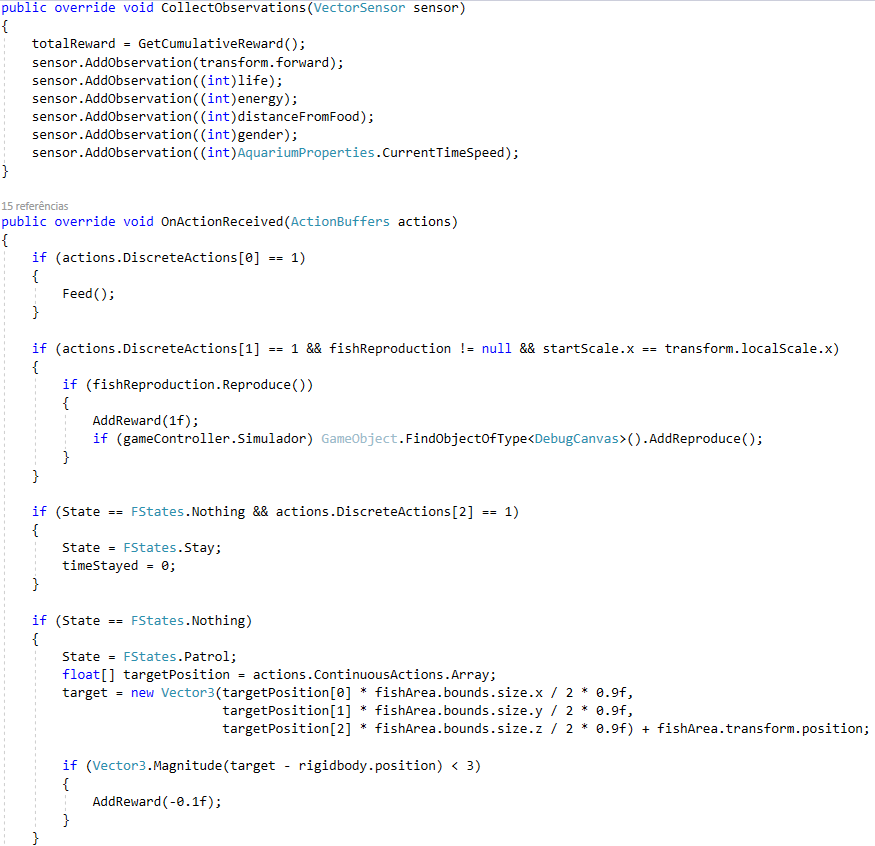 public override void CollectObservations(VectorSensor sensor)
{
    totalReward = GetCumulativeReward();
    sensor.AddObservation(transform.forward);
    sensor.AddObservation((int)life);
    sensor.AddObservation((int)energy);
    sensor.AddObservation((int)distanceFromFood);
    sensor.AddObservation((int)gender);
    sensor.AddObservation((int)AquariumProperties.CurrentTimeSpeed);
}
15 referências
public override void OnActionReceived(ActionBuffers actions)
{
    if (actions.DiscreteActions[0] == 1)
    {
        Feed();
    }
    if (actions.DiscreteActions[1] == 1 && fishReproduction != null && startScale.x == transform.localScale.x)
    {
        if (fishReproduction.Reproduce())
        {
            AddReward(1f);
            if (gameController.Simulador) GameObject.FindObjectOfType<DebugCanvas>().AddReproduce();
        }
    }
    if (State == FStates.Nothing && actions.DiscreteActions[2] == 1)
    {
        State = FStates.Stay;
        timeStayed = 0;
    }
    if (State == FStates.Nothing)
    {
        State = FStates.Patrol;
        float[] targetPosition = actions.ContinuousActions.Array;
        target = new Vector3(targetPosition[0] * fishArea.bounds.size.x / 2 * 0.9f,
                             targetPosition[1] * fishArea.bounds.size.y / 2 * 0.9f,
                             targetPosition[2] * fishArea.bounds.size.z / 2 * 0.9f) + fishArea.transform.position;
        if (Vector3.Magnitude(target - rigidbody.position) < 3)
        {
            AddReward(-0.1f);
        }
    }